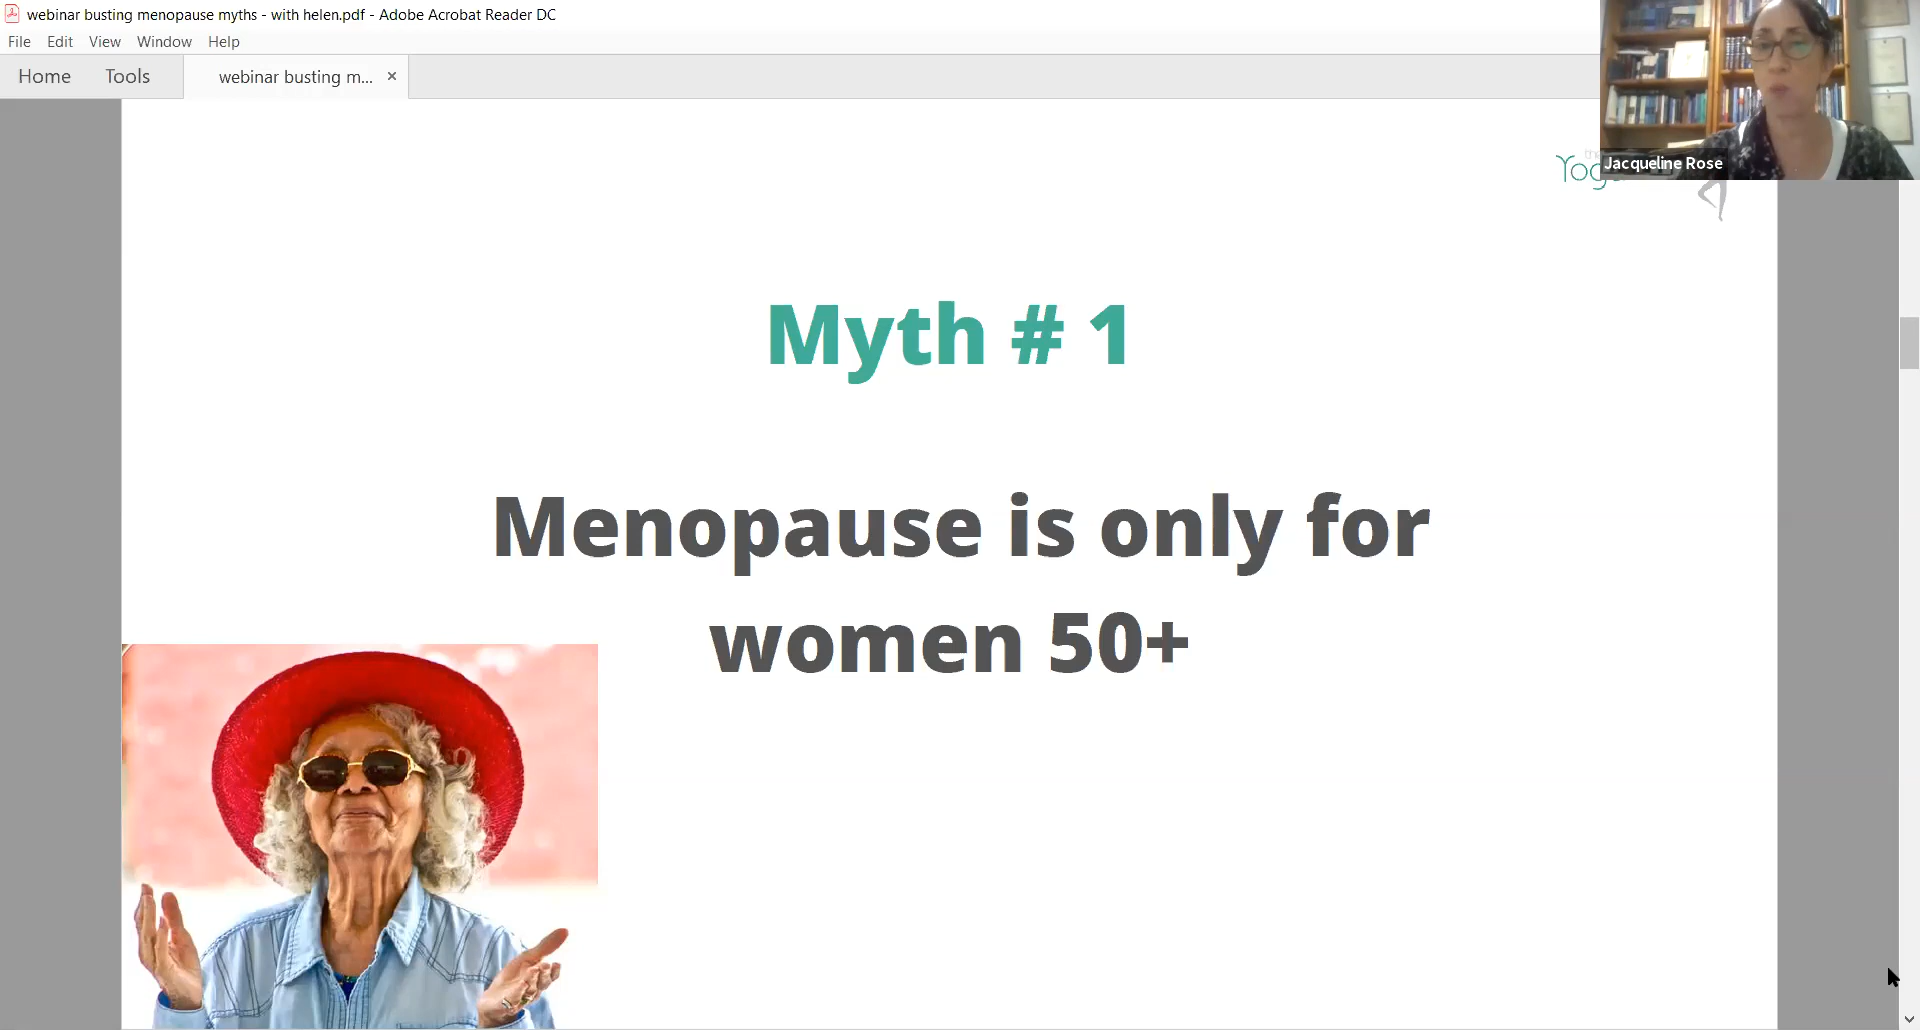 webinar busting menopause myths - with helen.pdf - Adobe Acrobat Reader DC
File Edit View Window Help
Home Tools webinar busting m... ×
Jacqueline Rose
Myth # 1
Menopause is only for
women 50+